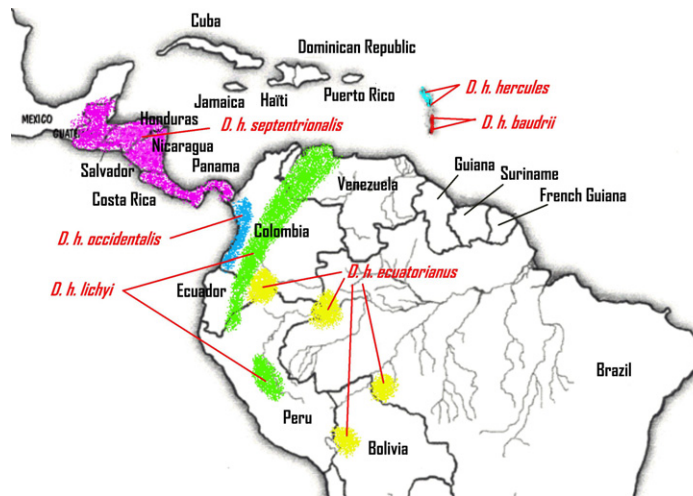 Cuba
Dominican Republic
D. h. hercules
Jamaica
Haïti
Puerto Rico
D. h. baudrii
MEXICO
Honduras
D. h. septentrionalis
GUATE.
Nicaragua
Salvador
Panama
Costa Rica
Venezuela
Guiana
Suriname
French Guiana
D. h. occidentalis
Colombia
D. h. ecuatorianus
D. h. lichyi
Ecuador
Brazil
Peru
Bolivia